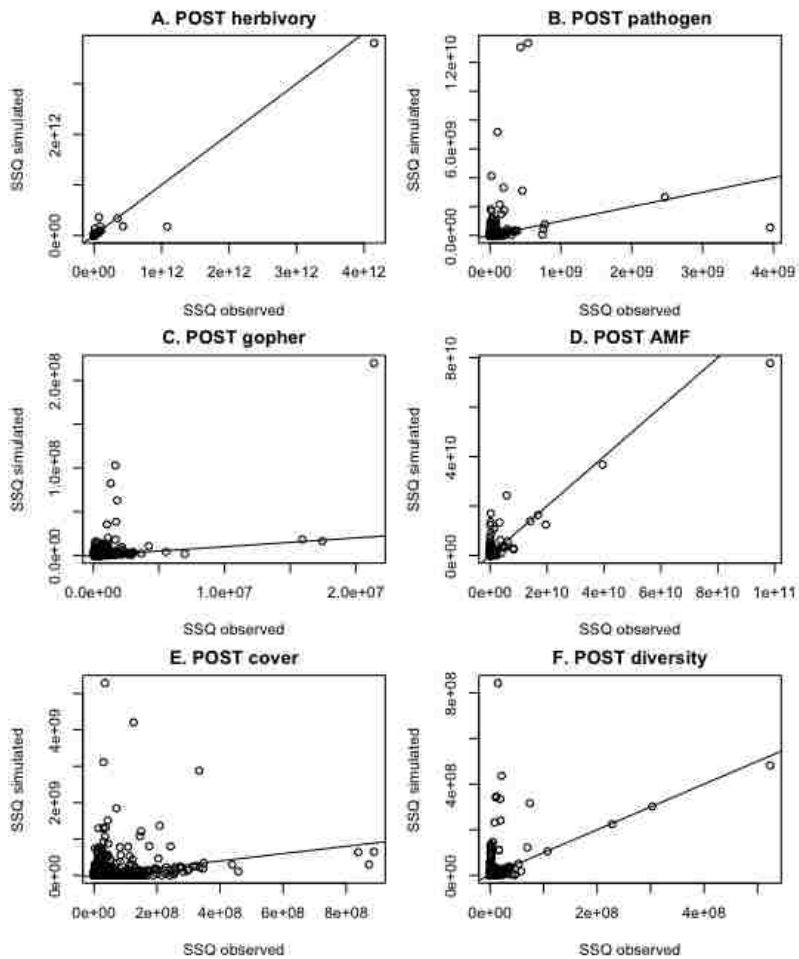 A. POST herbivory
SSQ simulated
2e+12
0e+00
0e+00 1e+12 3e+12 4e+12
SSQ observed
B. POST pathogen
SSQ simulated
1.2e+10
6.0e+09
0.0e+00
0e+00 1e+09 2e+09 3e+09 4e+09
SSQ observed
C. POST gopher
SSQ simulated
2.0e+08
1.0e+08
0.0e+00
0.0e+00 1.0e+07 2.0e+07
SSQ observed
D. POST AMF
SSQ simulated
8e+10
4e+10
0e+00
0e+00 2e+10 4e+10 6e+10 8e+10 1e+11
SSQ observed
E. POST cover
SSQ simulated
4e+09
2e+09
0e+00
0e+00 2e+08 4e+08 6e+08 8e+08
SSQ observed
F. POST diversity
SSQ simulated
8e+08
4e+08
0e+00
0e+00 2e+08 4e+08
SSQ observed